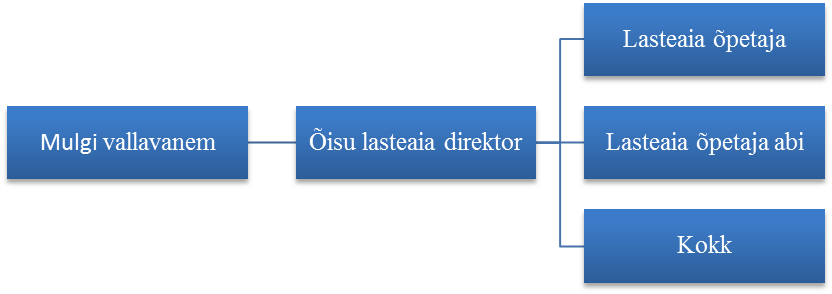 Mulgi vallavanem
Õisu lasteaia direktor
Lasteaia õpetaja
Lasteaia õpetaja abi
Kokk